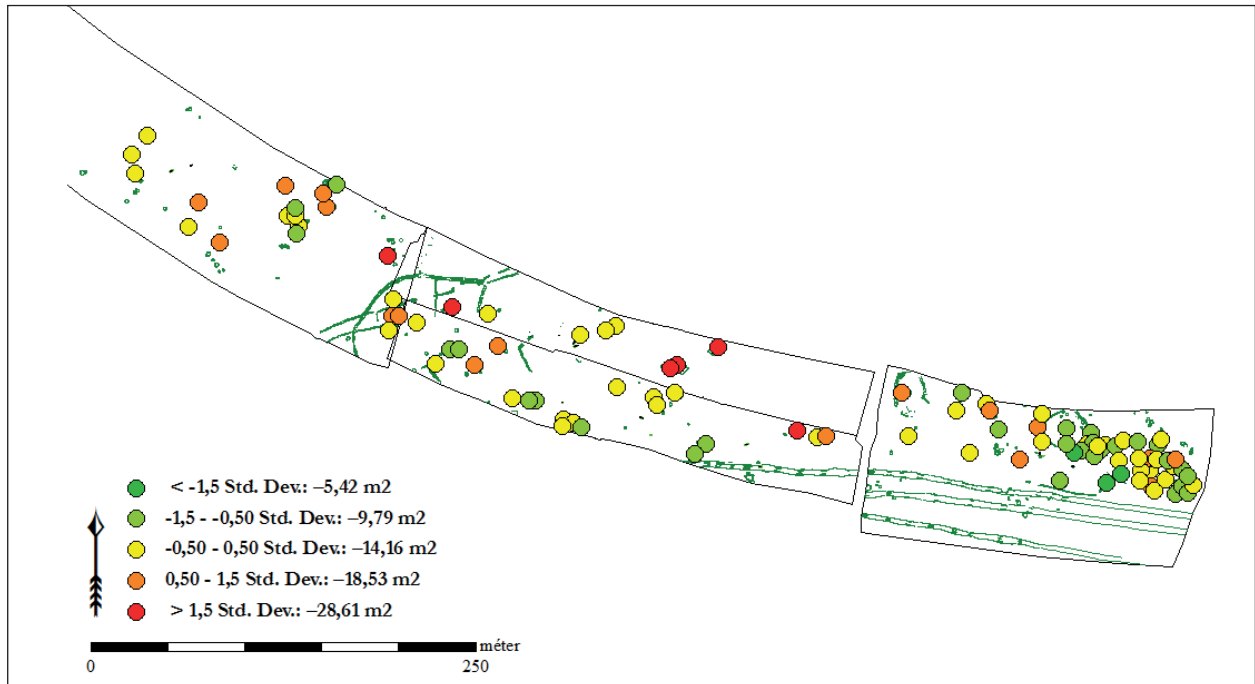 < -1,5 Std. Dev.: –5,42 m2
-1,5 - -0,50 Std. Dev.: –9,79 m2
-0,50 - 0,50 Std. Dev.: –14,16 m2
0,50 - 1,5 Std. Dev.: –18,53 m2
> 1,5 Std. Dev.: –28,61 m2
méter
0 250